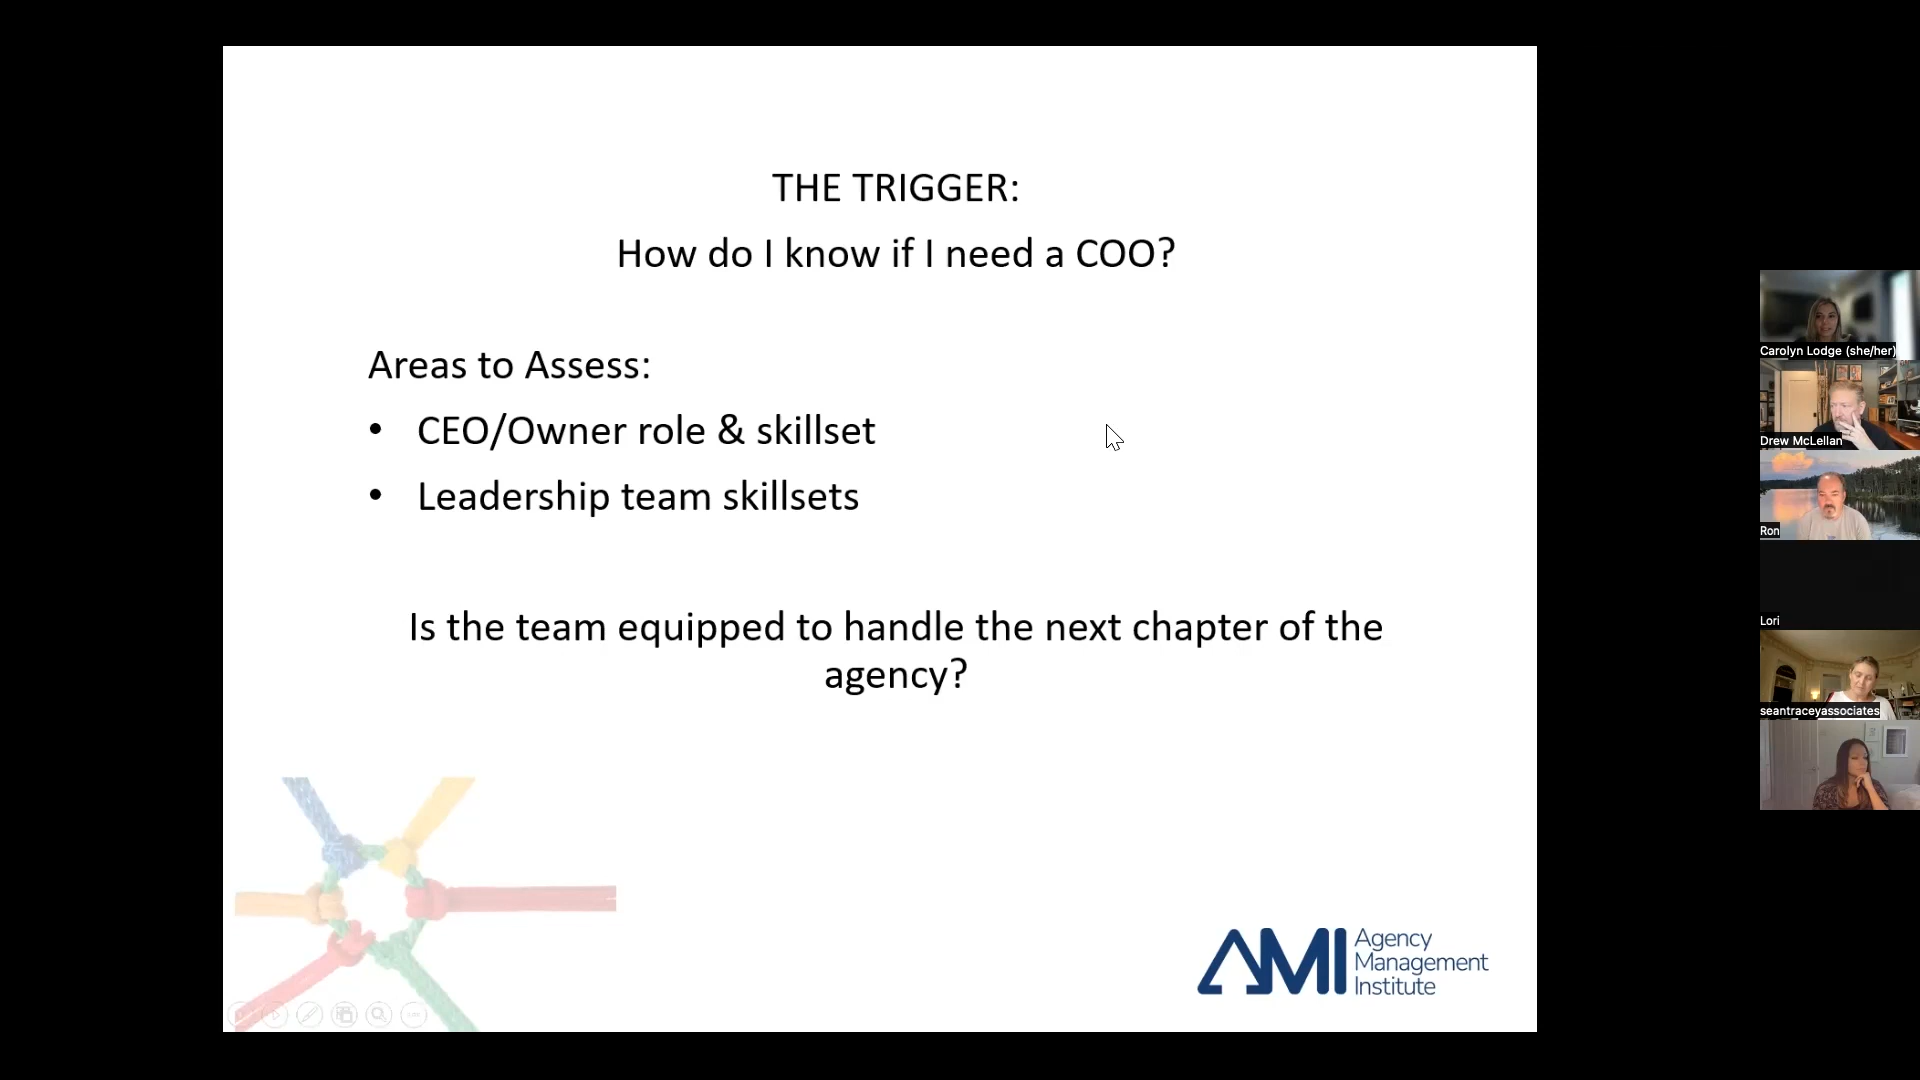 THE TRIGGER:
How do I know if I need a COO?
Areas to Assess:
• CEO/Owner role & skillset
• Leadership team skillsets
Is the team equipped to handle the next chapter of the
agency?
AMI
Agency
Management
Institute
Carolyn Lodge (she/her)
Drew McLellan
Ron
Lori
seantraceyassociates